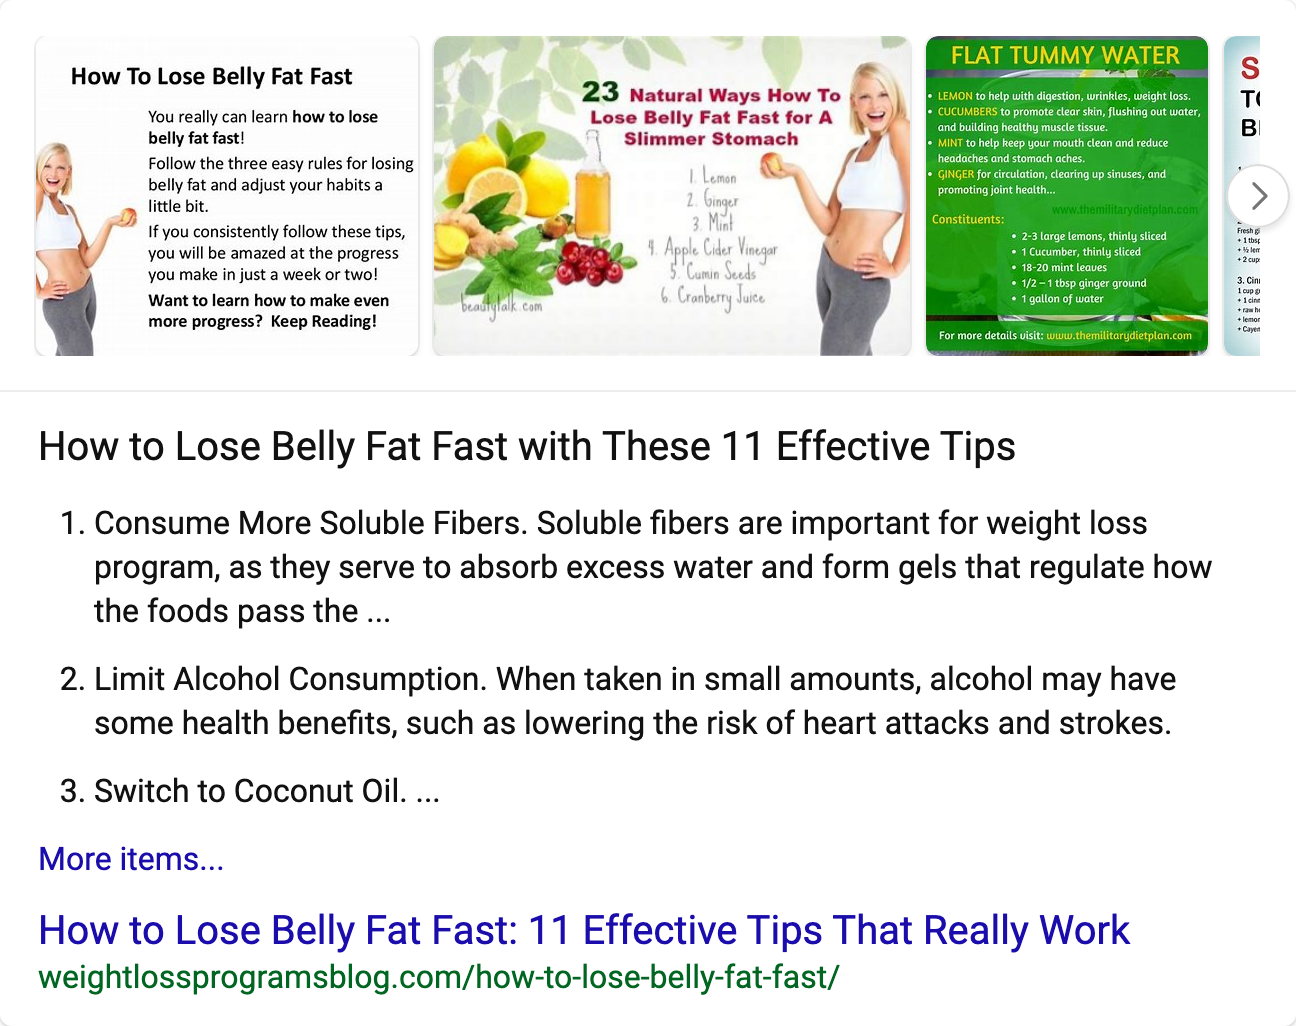 How To Lose Belly Fat Fast
You really can learn how to lose
belly fat fast!
Follow the three easy rules for losing
belly fat and adjust your habits a
little bit.
If you consistently follow these tips,
you will be amazed at the progress
you make in just a week or two!
Want to learn how to make even
more progress?  Keep Reading!
23 Natural Ways How To
Lose Belly Fat Fast for A
Slimmer Stomach
1. Lemon
2. Ginger
3. Mint
4. Apple Cider Vinegar
5. Cumin Seeds
6. Cranberry Juice
beautytalk.com
FLAT TUMMY WATER
• LEMON to help with digestion, wrinkles, weight loss.
• CUCUMBERS to promote clear skin, flushing out water,
and building healthy muscle tissue.
• MINT to help keep your mouth clean and reduce
headaches and stomach aches.
• GINGER for circulation, clearing up sinuses, and
promoting joint health...
www.themilitarydietplan.com
Constituents:
• 2-3 large lemons, thinly sliced
• 1 Cucumber, thinly sliced
• 18-20 mint leaves
• 1/2 – 1 tbsp ginger ground
• 1 gallon of water
For more details visit: www.themilitarydietplan.com
Fresh
+ 1 tbsp
+ 2 cup
1 cup
+ 1
+ raw
How to Lose Belly Fat Fast with These 11 Effective Tips
1. Consume More Soluble Fibers. Soluble fibers are important for weight loss
program, as they serve to absorb excess water and form gels that regulate how
the foods pass the ...
2. Limit Alcohol Consumption. When taken in small amounts, alcohol may have
some health benefits, such as lowering the risk of heart attacks and strokes.
3. Switch to Coconut Oil. ...
More items...
How to Lose Belly Fat Fast: 11 Effective Tips That Really Work
weightlossprogramsblog.com/how-to-lose-belly-fat-fast/